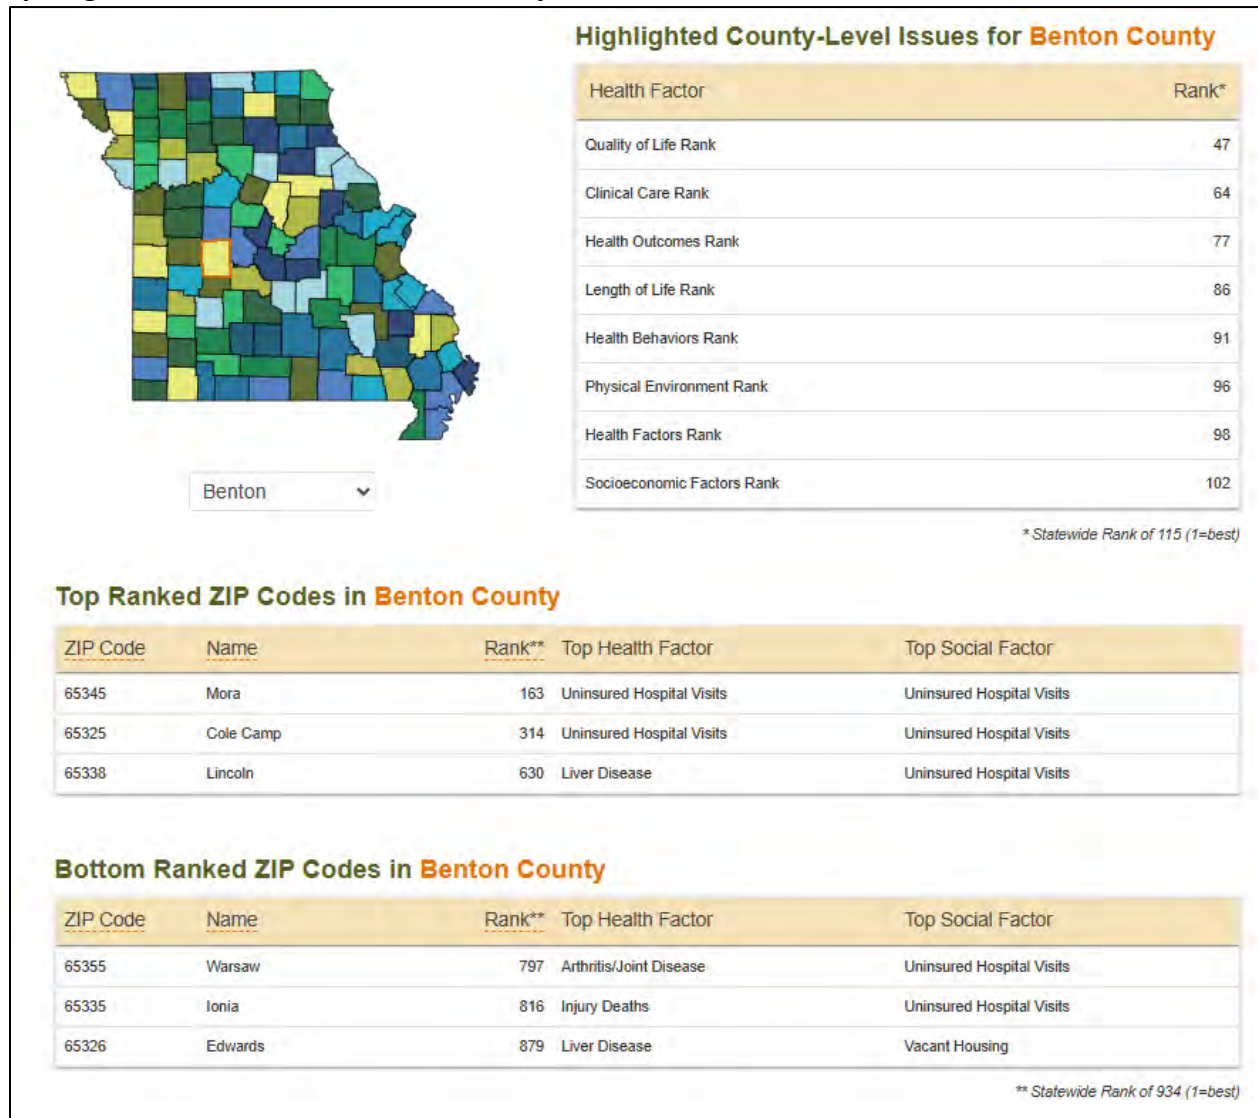 Highlighted County-Level Issues for Benton County
Health Factor Rank*
Quality of Life Rank 47
Clinical Care Rank 64
Health Outcomes Rank 77
Length of Life Rank 86
Health Behaviors Rank 91
Physical Environment Rank 96
Health Factors Rank 98
Socioeconomic Factors Rank 102
* Statewide Rank of 115 (1=best)
Benton
Top Ranked ZIP Codes in Benton County
ZIP Code Name Rank** Top Health Factor Top Social Factor
65345 Mora 163 Uninsured Hospital Visits Uninsured Hospital Visits
65325 Cole Camp 314 Uninsured Hospital Visits Uninsured Hospital Visits
65338 Lincoln 630 Liver Disease Uninsured Hospital Visits
Bottom Ranked ZIP Codes in Benton County
ZIP Code Name Rank** Top Health Factor Top Social Factor
65355 Warsaw 797 Arthritis/Joint Disease Uninsured Hospital Visits
65335 Ionia 816 Injury Deaths Uninsured Hospital Visits
65326 Edwards 879 Liver Disease Vacant Housing
** Statewide Rank of 934 (1=best)